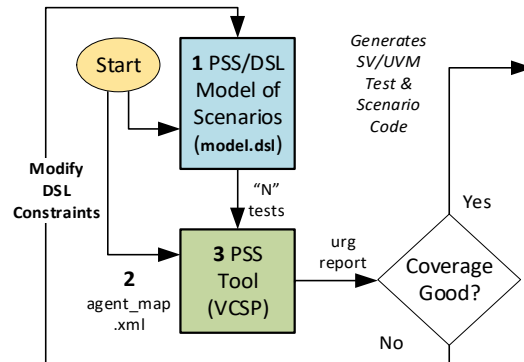 Start
1 PSS/DSL
Model of
Scenarios
(model.dsl)
Generates
SV/UVM
Test &
Scenario
Code
Modify
DSL
Constraints
"N"
tests
Yes
2
agent_map
.xml
3 PSS
Tool
(VCSP)
urg
report
Coverage
Good?
No